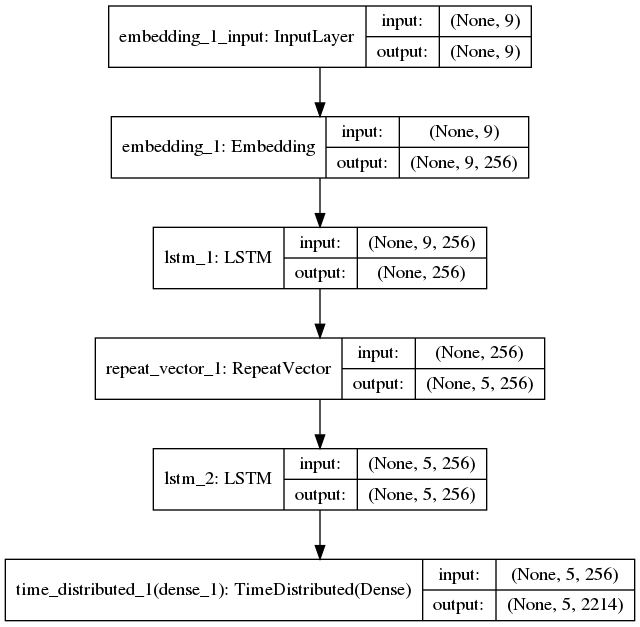 embedding_1_input: InputLayer
input: (None, 9)
output: (None, 9)
embedding_1: Embedding
input: (None, 9)
output: (None, 9, 256)
lstm_1: LSTM
input: (None, 9, 256)
output: (None, 256)
repeat_vector_1: RepeatVector
input: (None, 256)
output: (None, 5, 256)
lstm_2: LSTM
input: (None, 5, 256)
output: (None, 5, 256)
time_distributed_1(dense_1): TimeDistributed(Dense)
input: (None, 5, 256)
output: (None, 5, 2214)